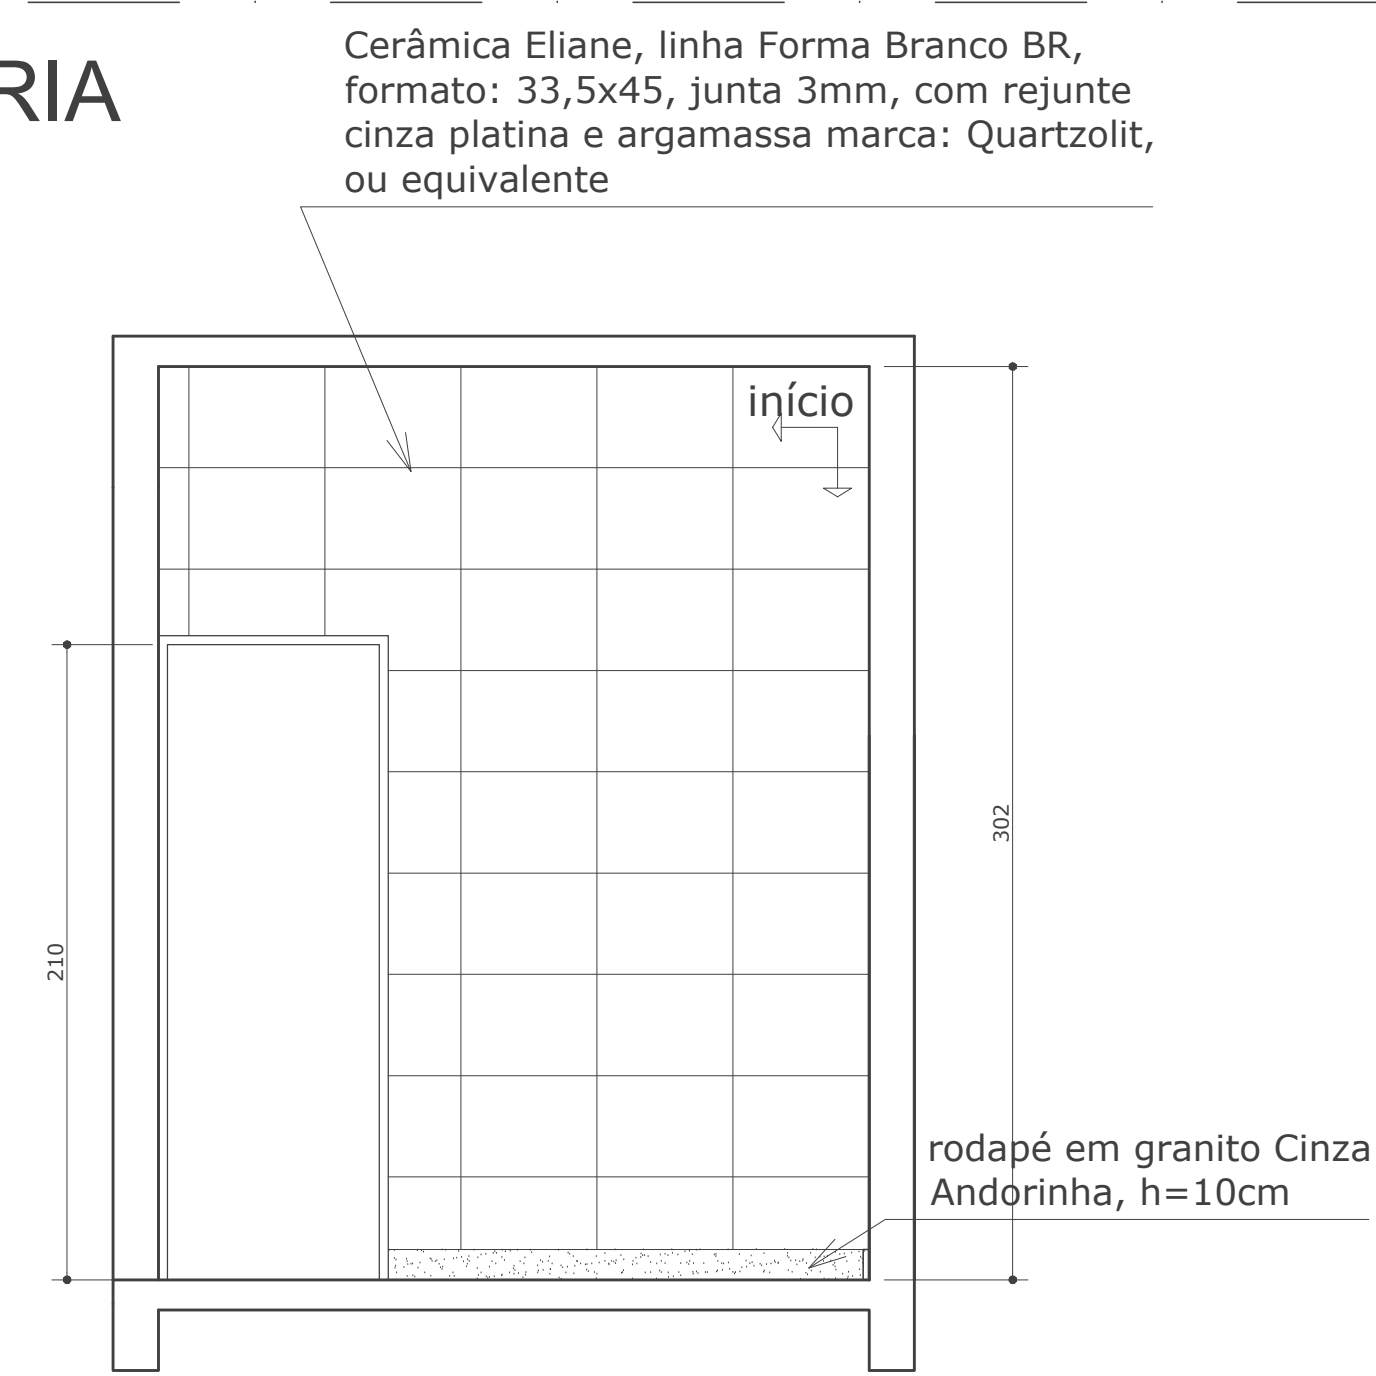 RIA
Cerâmica Eliane, linha Forma Branco BR,
formato: 33,5x45, junta 3mm, com rejunte
cinza platina e argamassa marca: Quartzolit,
ou equivalente
início
302
210
rodapé em granito Cinza
Andorinha, h=10cm